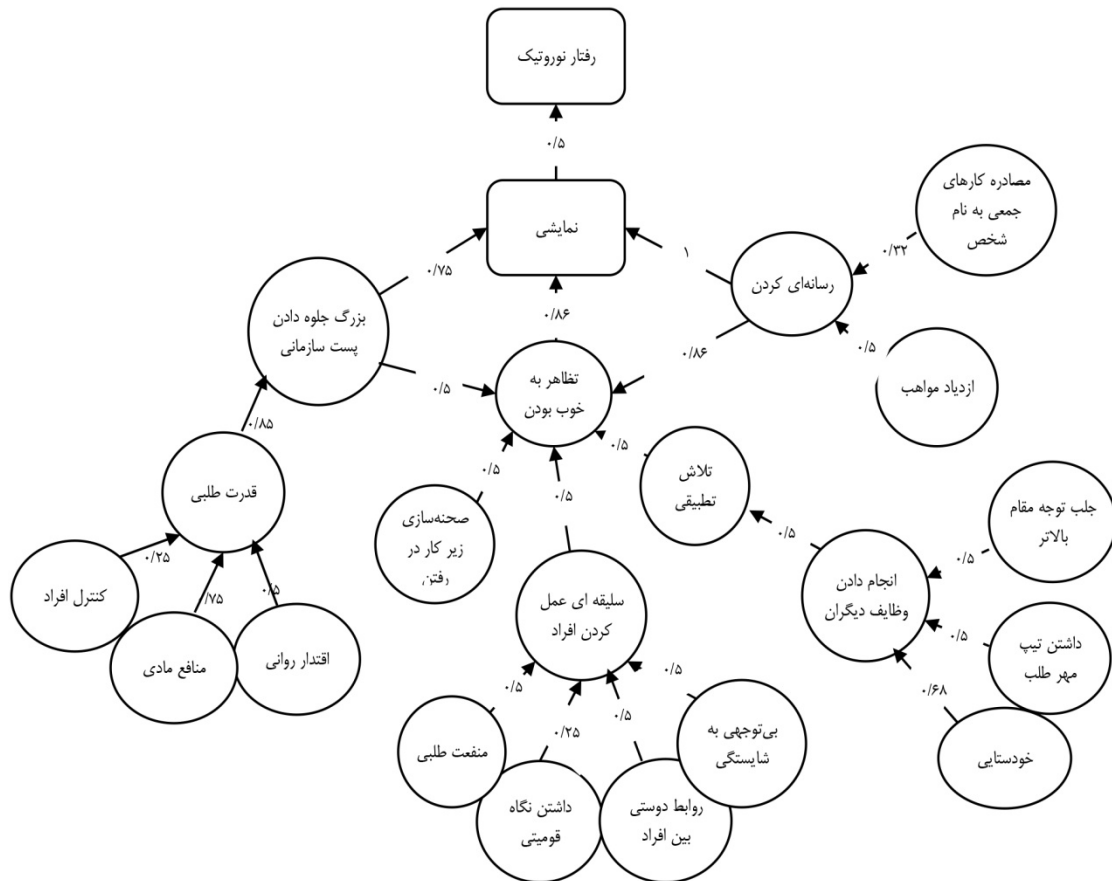 رفتار نوروتیک
۰/۵
نمایشی
مصادره کارهای
جمعی به نام
شخص
۰/۳۲
رسانه‌ای کردن
۱
۰/۷۵
۰/۸۶
بزرگ جلوه دادن
پست سازمانی
۰/۸۶
۰/۵
ازدیاد مواهب
۰/۵
تظاهر به
خوب بودن
۰/۸۵
۰/۵
۰/۵
۰/۵
تلاش
تطبیقی
قدرت طلبی
صحنه‌سازی
زیر کار در
رفتن
جلب توجه مقام
بالاتر
۰/۵
۰/۵
انجام دادن
وظایف دیگران
۰/۲۵
۰/۷۵
۰/۵
کنترل افراد
منافع مادی
اقتدار روانی
سلیقه ای عمل
کردن افراد
۰/۵
داشتن تیپ
مهر طلب
۰/۶۸
خودستایی
۰/۵
۰/۲۵
۰/۵
۰/۵
منفعت طلبی
داشتن نگاه
قومیتی
روابط دوستی
بین افراد
بی‌توجهی به
شایستگی